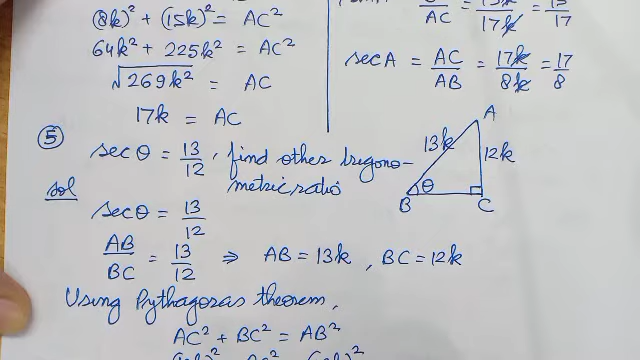 (8k)² + (15k)² = AC²
64k² + 225k² = AC²
√269k² = AC
17k = AC
AC 17k 17
sec A = AC/AB = 17k/8k = 17/8
⑤ secθ = 13/12, find other trigono-
metric ratio
sol
secθ = 13/12
AB/BC = 13/12 ⇒ AB = 13k, BC = 12k
Using Pythagoras theorem,
AC² + BC² = AB²
A
13k
12k
θ
B
C